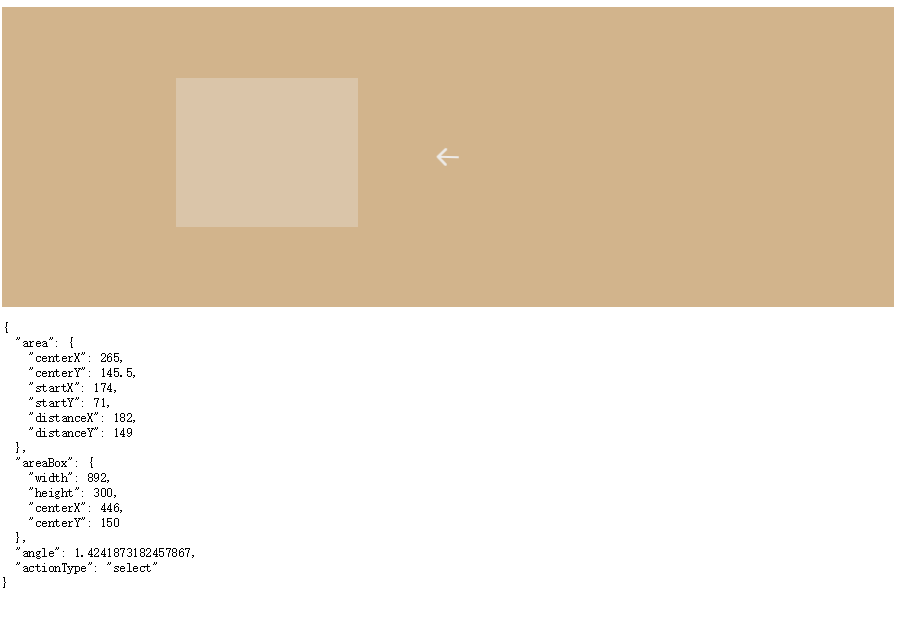 {
  "area": {
    "centerX": 265,
    "centerY": 145.5,
    "startX": 174,
    "startY": 71,
    "distanceX": 182,
    "distanceY": 149
  },
  "areaBox": {
    "width": 892,
    "height": 300,
    "centerX": 446,
    "centerY": 150
  },
  "angle": 1.4241873182457867,
  "actionType": "select"
}